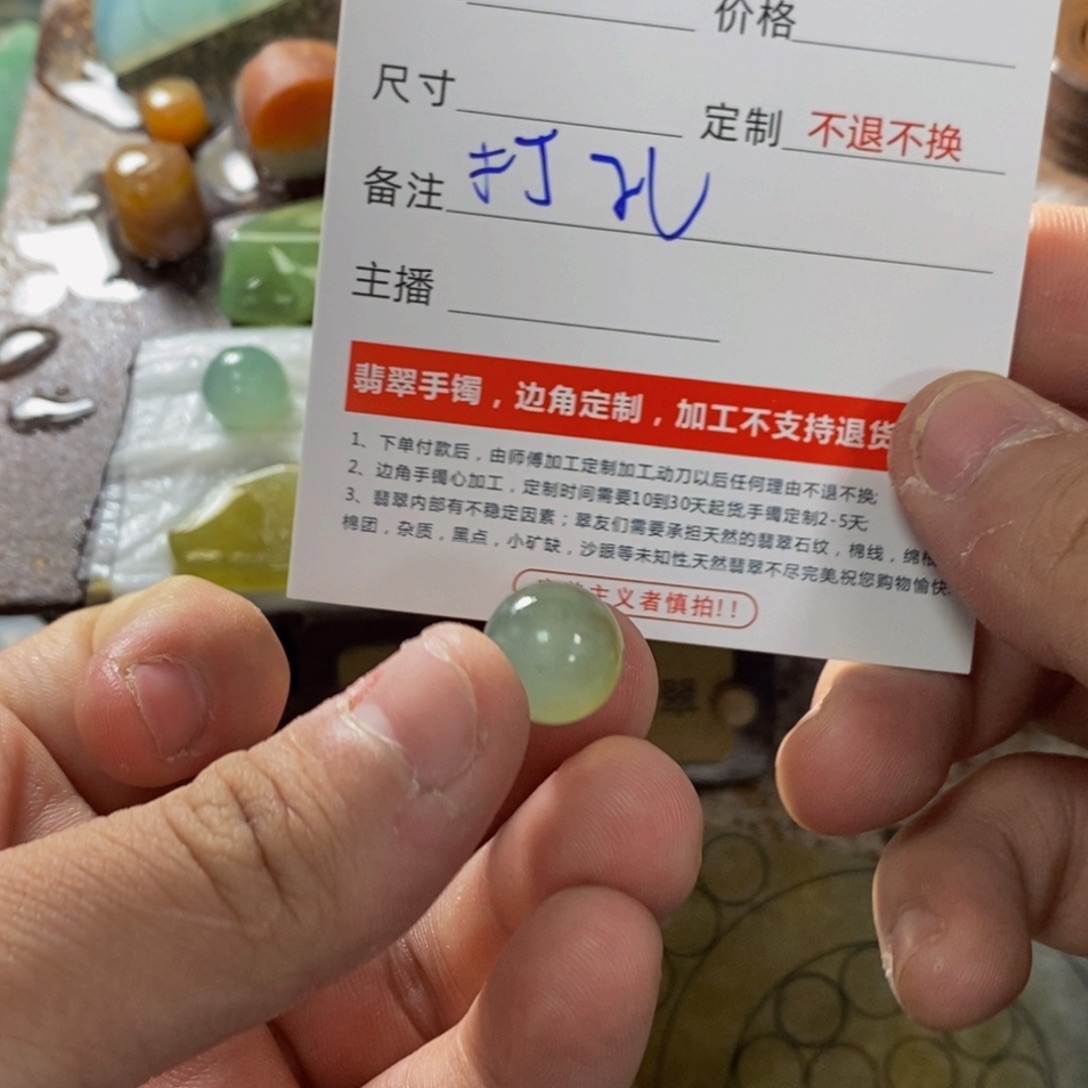 价格
尺寸 定制 不退不换
备注 打孔
主播
翡翠手镯，边角定制，加工不支持退货
1、下单付款后，由师傅加工定制加工,动刀以后任何理由不退不换;
2、边角手镯心加工，定制时间需要10到30天起货,手镯定制2-5天;
3、翡翠内部有不稳定因素；翠友们需要承担天然的翡翠石纹，棉线，绵
棉团，杂质，黑点，小矿缺，沙眼等未知性,天然翡翠不尽完美,祝您购物愉快
主义者慎拍!!
翠